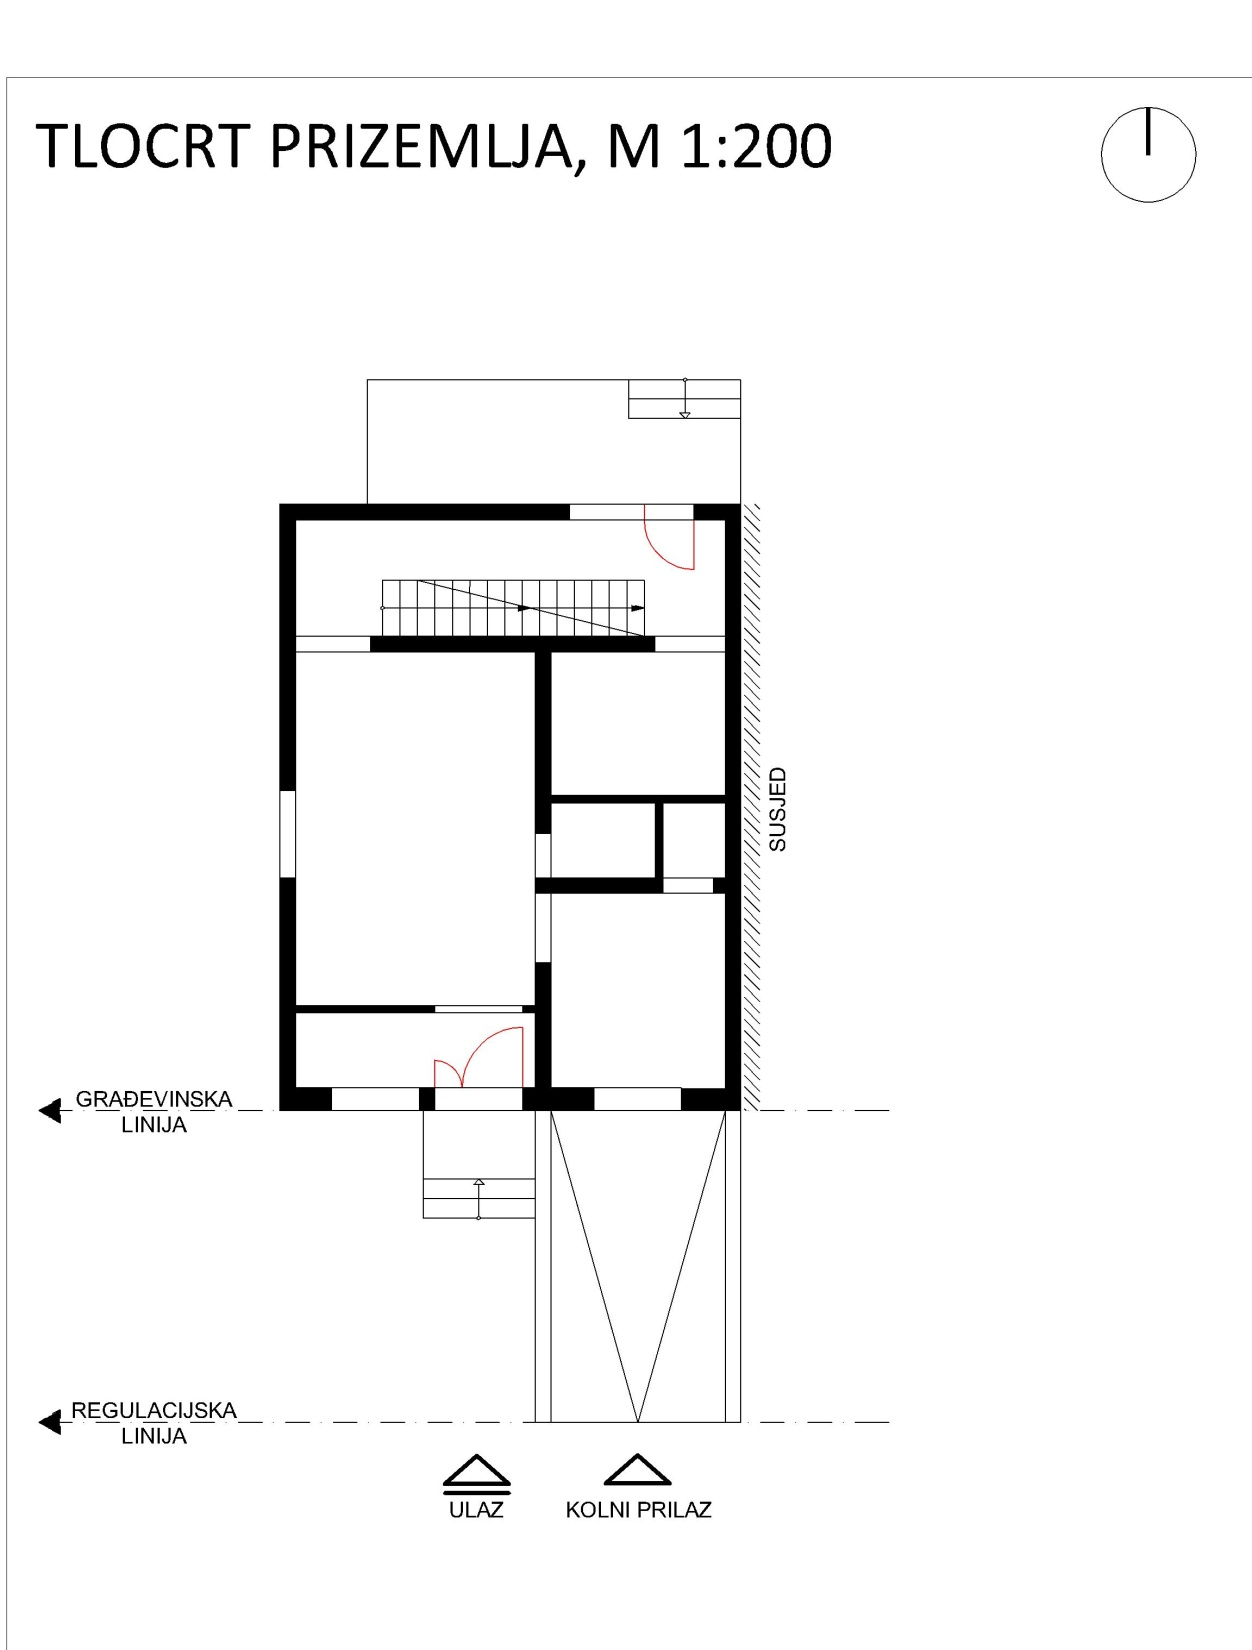 TLOCRT PRIZEMLJA, M 1:200
SUSJED
GRAĐEVINSKA
LINIJA
REGULACIJSKA
LINIJA
ULAZ
KOLNI PRILAZ